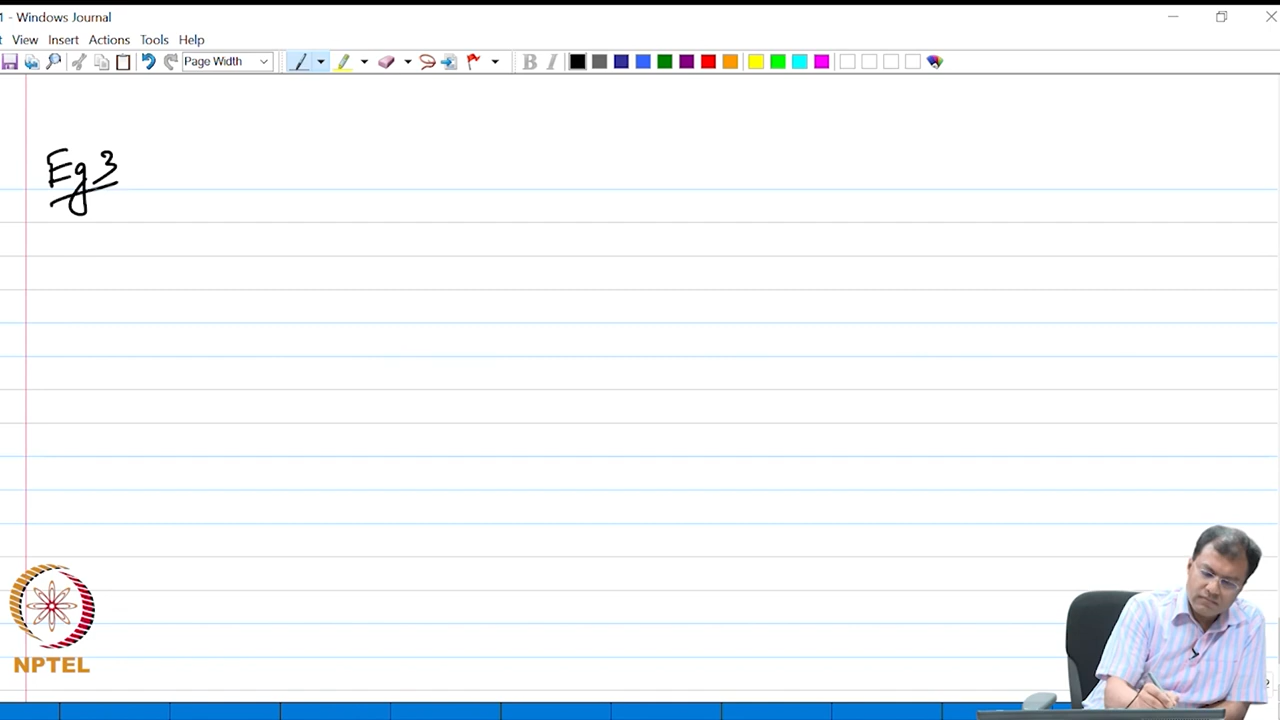 1 - Windows Journal
t View Insert Actions Tools Help
Page Width
B I
Eg 3
NPTEL